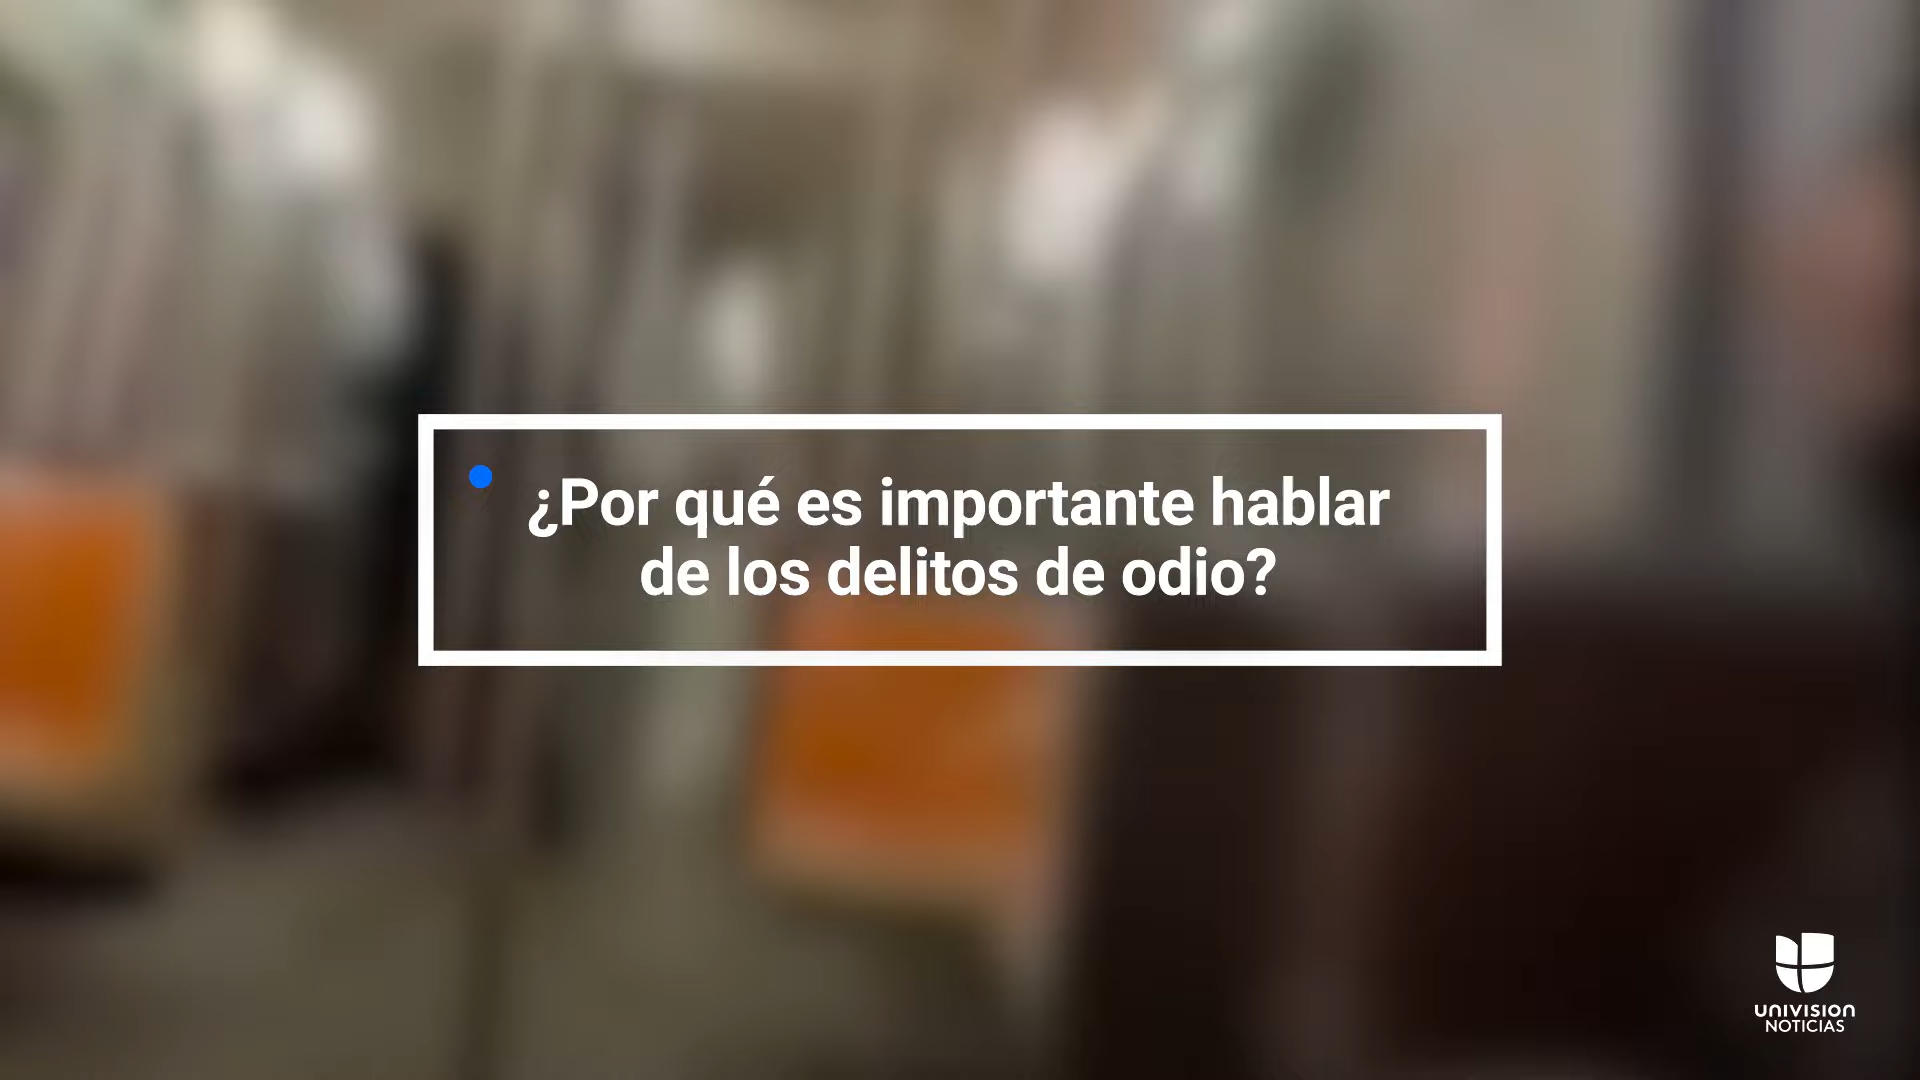 ¿Por qué es importante hablar
de los delitos de odio?
UNIVISION
NOTICIAS